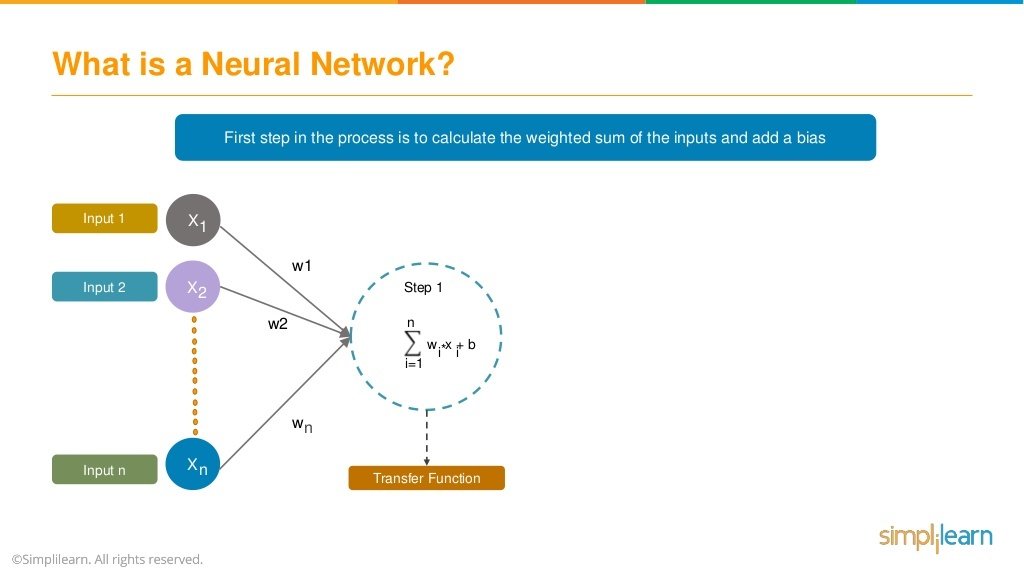 What is a Neural Network?
First step in the process is to calculate the weighted sum of the inputs and add a bias
Input 1
X1
w1
Input 2
X2
w2
Step 1
n
∑ wi*xi + b
i=1
wn
Input n
Xn
Transfer Function
simplilearn
©Simplilearn. All rights reserved.